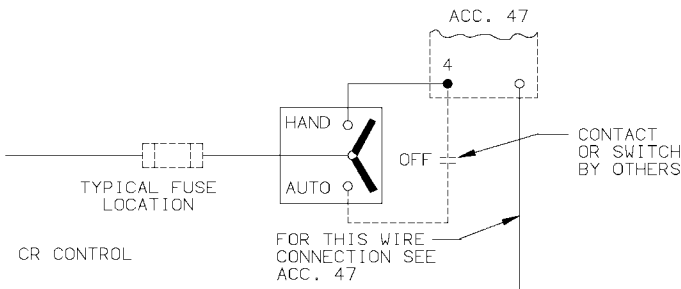 ACC. 47
4
HAND
OFF
AUTO
CONTACT
OR SWITCH
BY OTHERS
TYPICAL FUSE
LOCATION
FOR THIS WIRE
CONNECTION SEE
ACC. 47
CR CONTROL